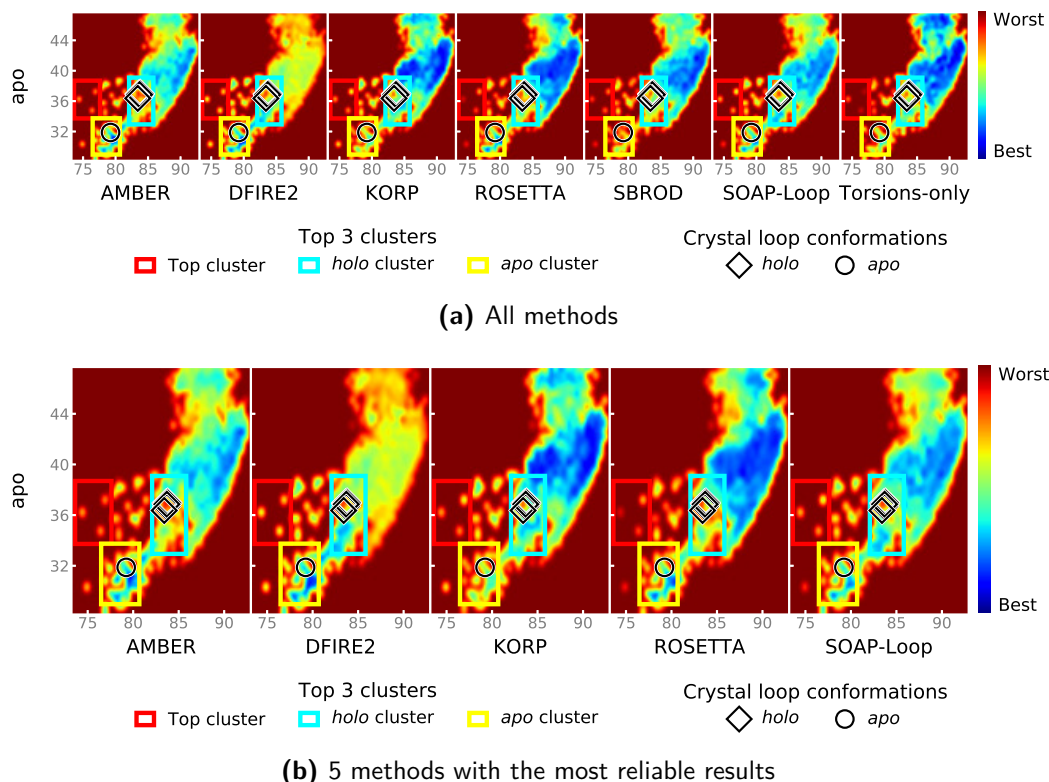 apo
44
40
36
32
75 80 85 90 75 80 85 90 75 80 85 90 75 80 85 90 75 80 85 90 75 80 85 90 75 80 85 90
AMBER DFIRE2 KORP ROSETTA SBROD SOAP-Loop Torsions-only
Worst
Best
Top 3 clusters
Top cluster holo cluster apo cluster
Crystal loop conformations
holo apo
(a) All methods
apo
44
40
36
32
75 80 85 90 75 80 85 90 75 80 85 90 75 80 85 90 75 80 85 90
AMBER DFIRE2 KORP ROSETTA SOAP-Loop
Worst
Best
Top 3 clusters
Top cluster holo cluster apo cluster
Crystal loop conformations
holo apo
(b) 5 methods with the most reliable results